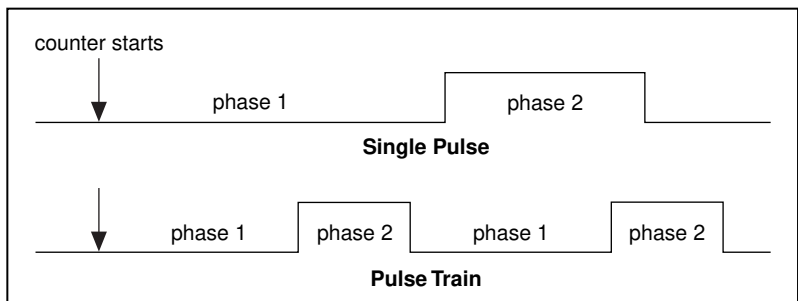 counter starts
phase 1 phase 2
Single Pulse
phase 1 phase 2 phase 1 phase 2
Pulse Train